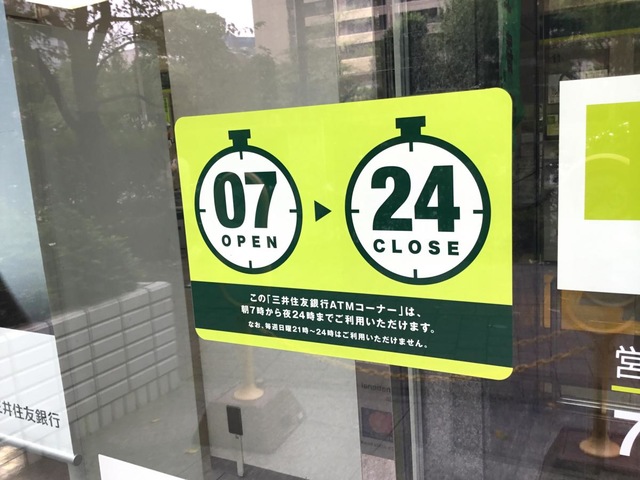 07
OPEN
24
CLOSE
この「三井住友銀行ATMコーナー」は、
朝7時から夜24時までご利用いただけます。
なお、毎週日曜21時～24時はご利用いただけません。
三井住友銀行
営
7